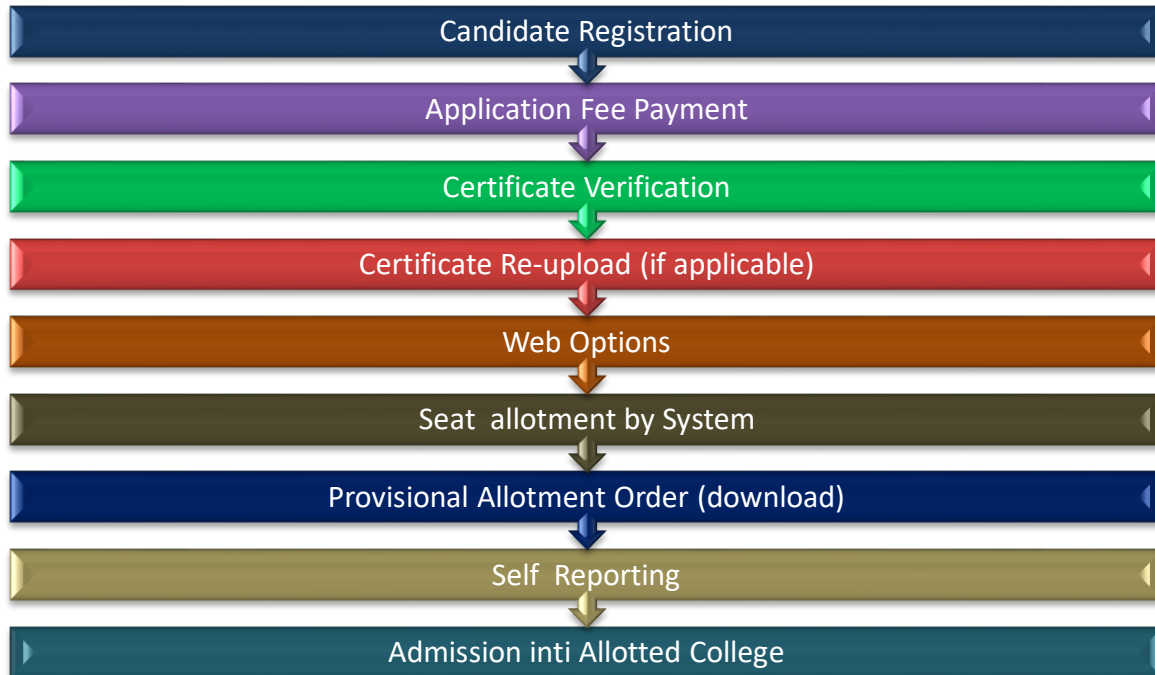 Candidate Registration
Application Fee Payment
Certificate Verification
Certificate Re-upload (if applicable)
Web Options
Seat allotment by System
Provisional Allotment Order (download)
Self Reporting
Admission inti Allotted College